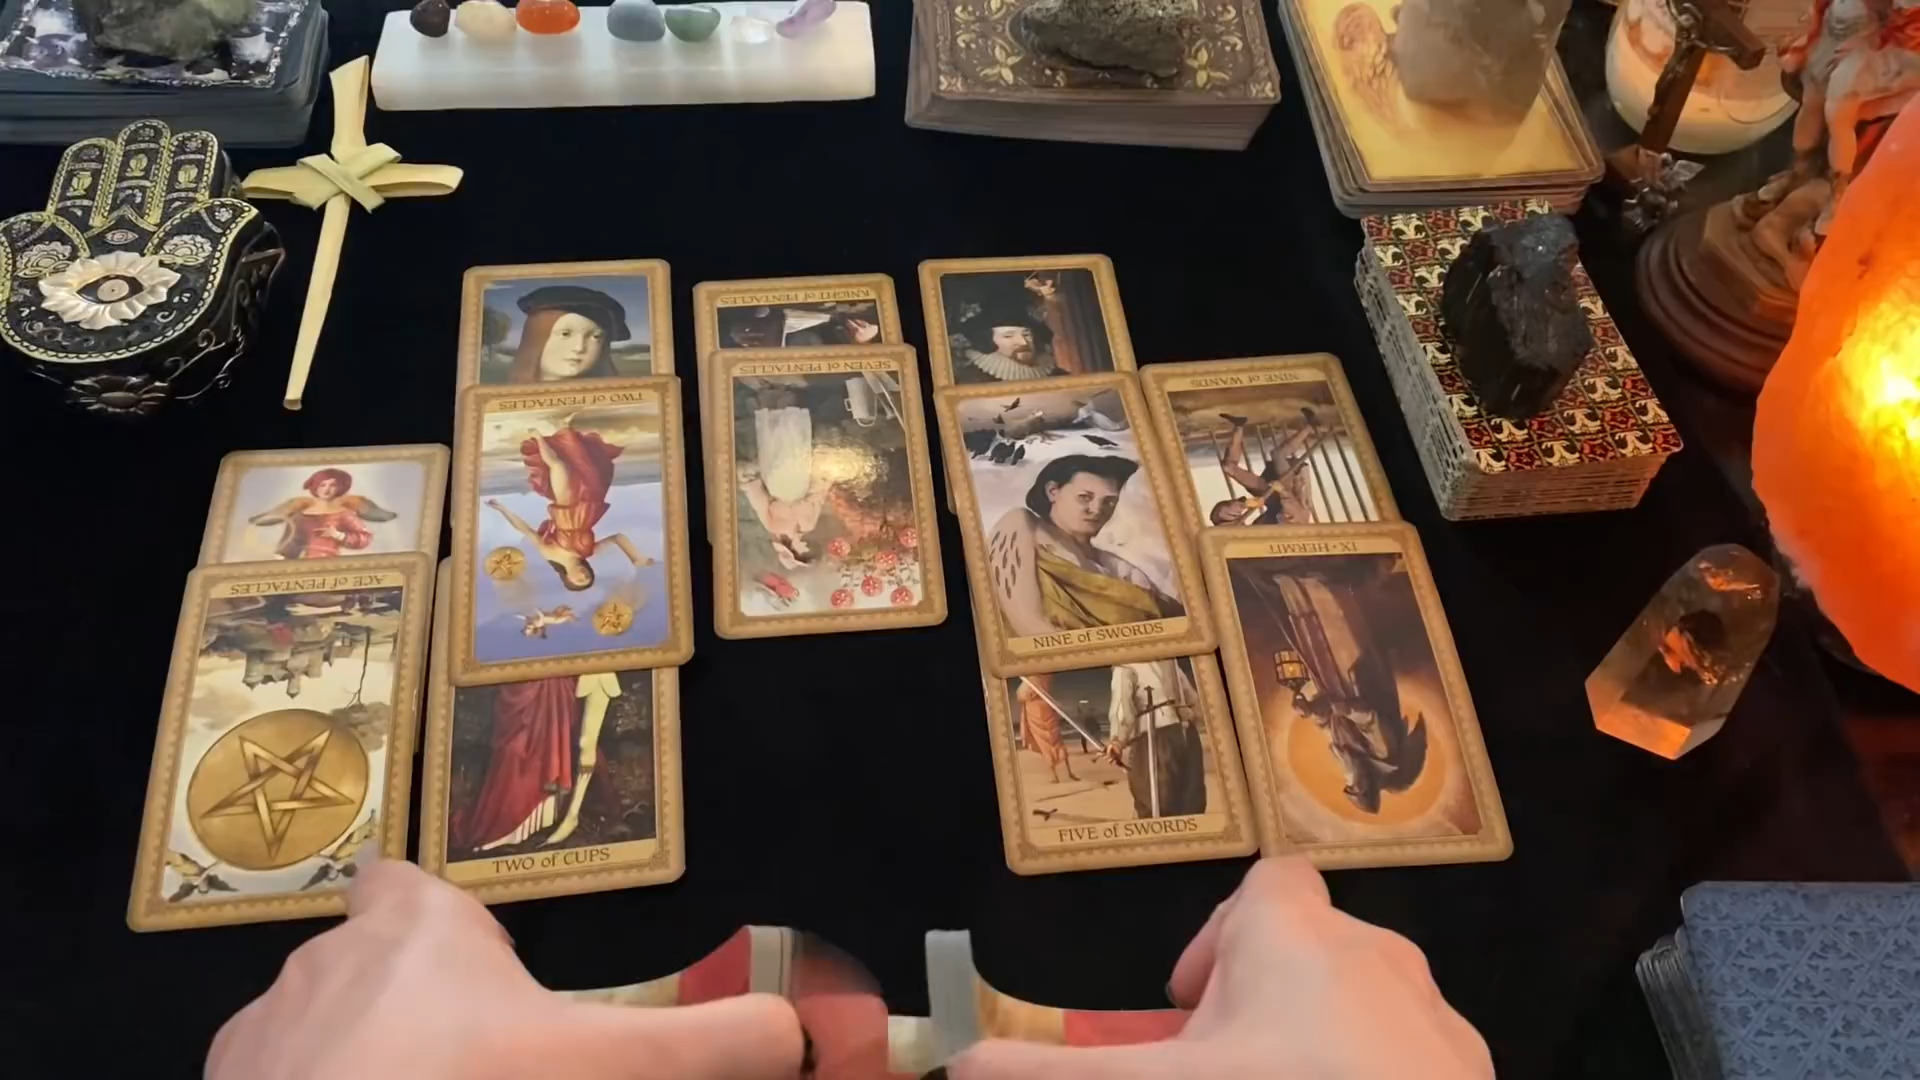 KNIGHT of PENTACLES
SEVEN of PENTACLES
NINE of WANDS
TWO of PENTACLES
IX • HERMIT
ACE of PENTACLES
NINE of SWORDS
FIVE of SWORDS
TWO of CUPS